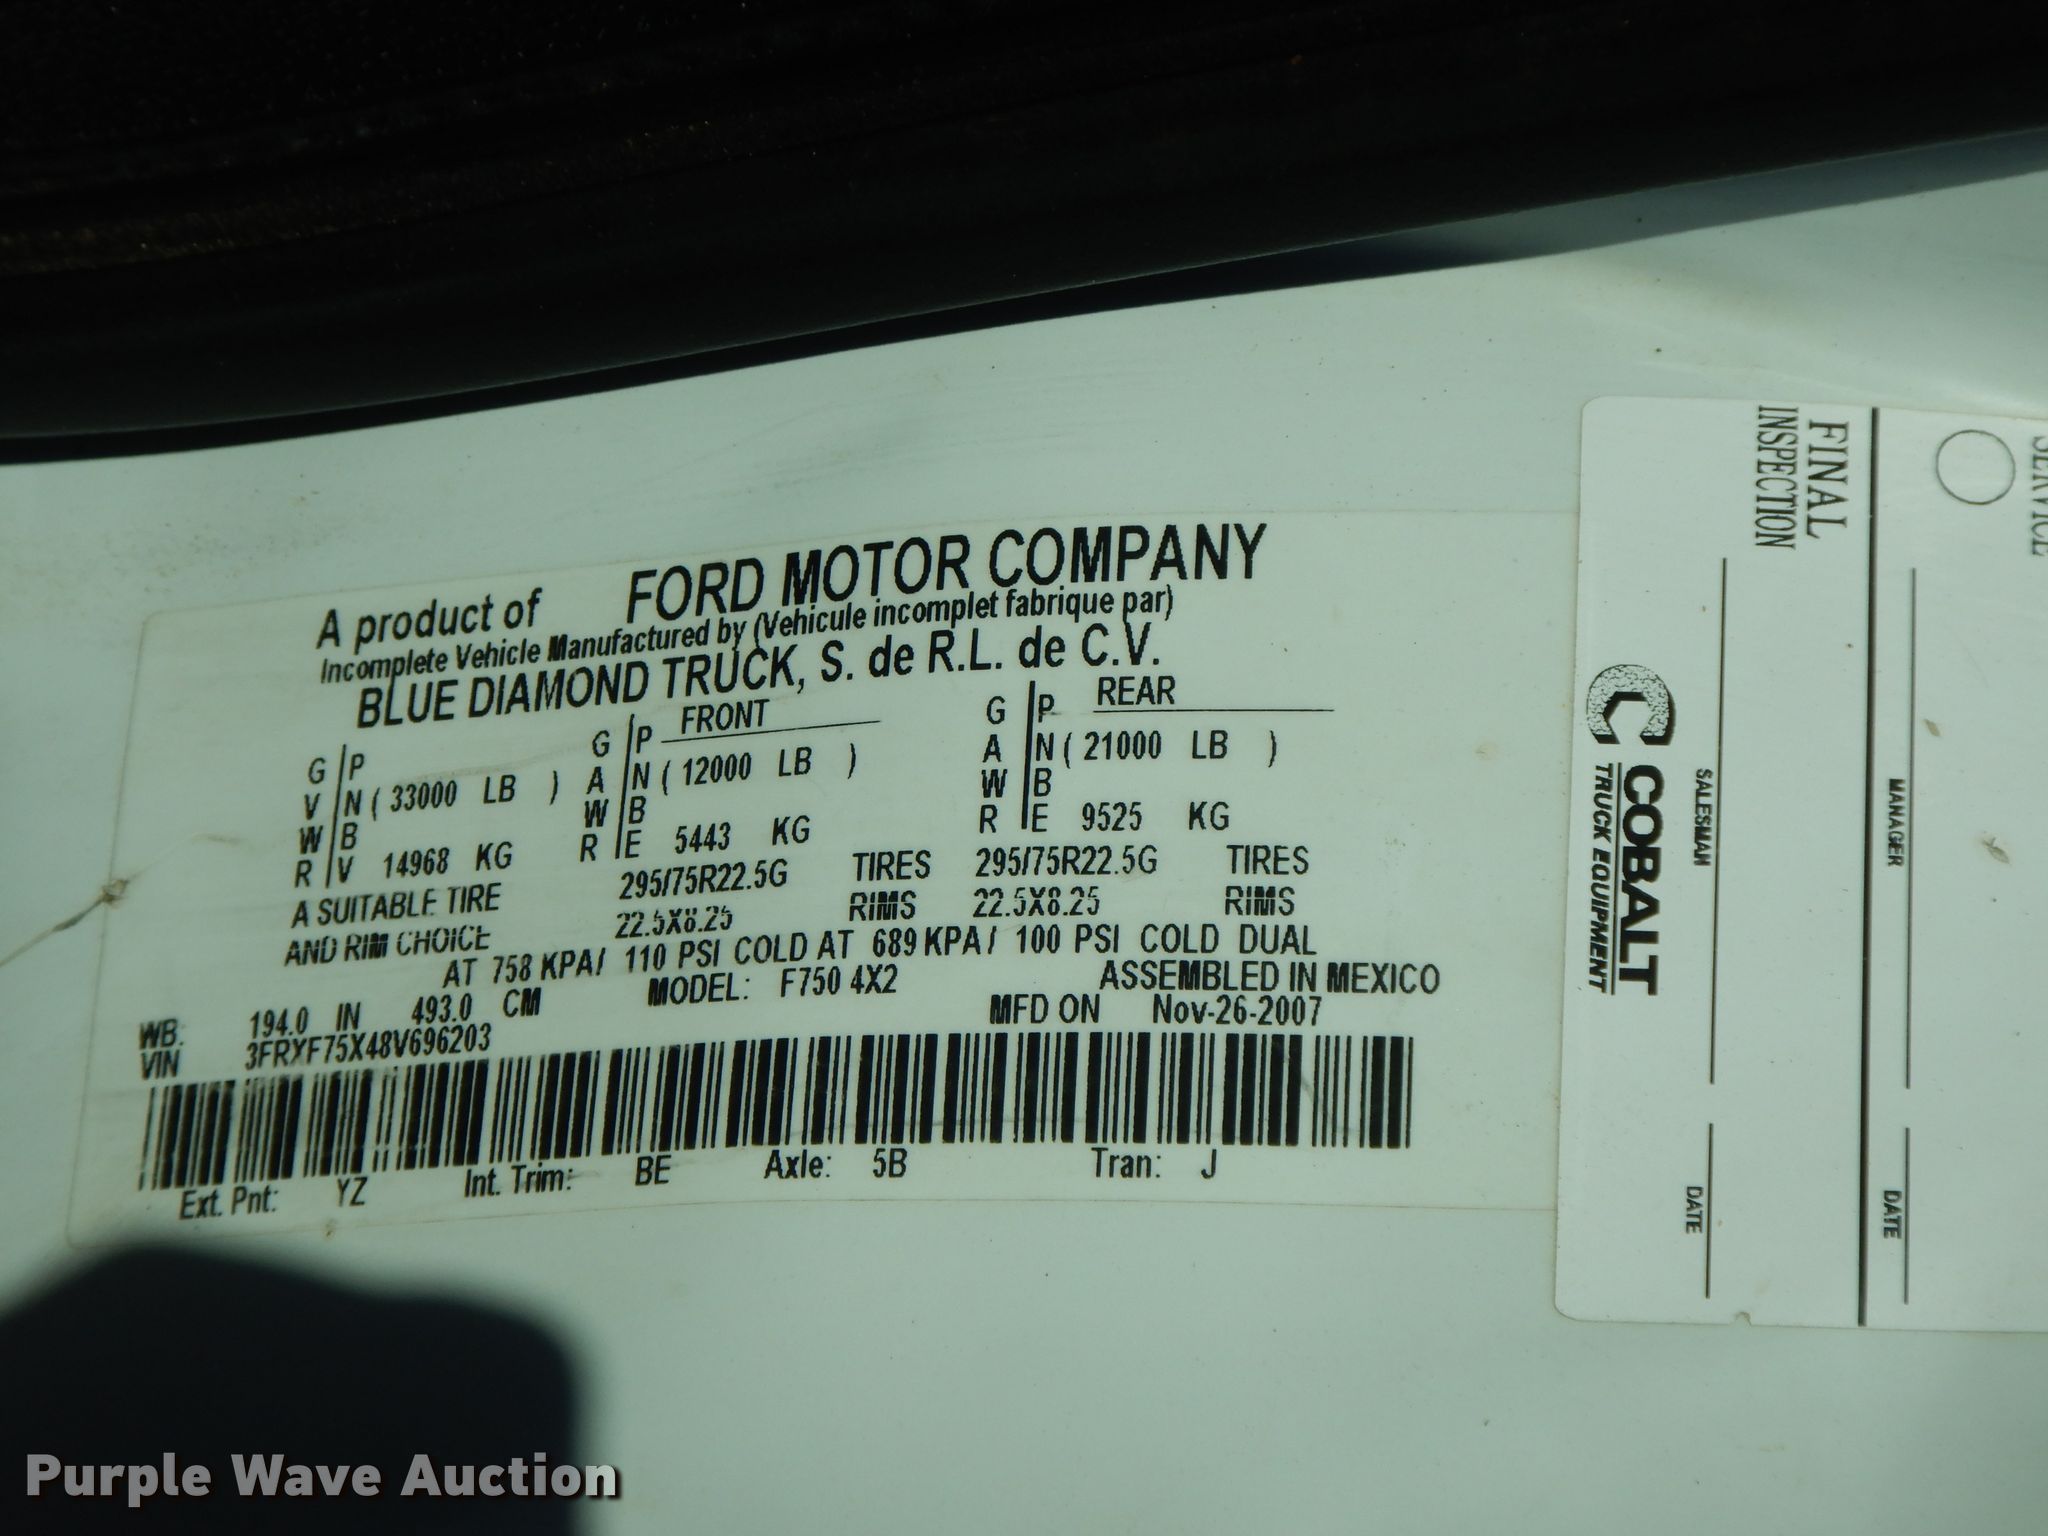 A product of FORD MOTOR COMPANY
Incomplete Vehicle Manufactured by (Vehicule incomplet fabrique par)
BLUE DIAMOND TRUCK, S. de R.L. de C.V.
FRONT REAR
G P G P G P
V N ( 33000 LB ) A N ( 12000 LB ) A N ( 21000 LB )
W B W B W B
R V 14968 KG R E 5443 KG R E 9525 KG
A SUITABLE TIRE 295/75R22.5G TIRES 295/75R22.5G TIRES
AND RIM CHOICE 22.5X8.25 RIMS 22.5X8.25 RIMS
AT 758 KPA/ 110 PSI COLD AT 689 KPA/ 100 PSI COLD DUAL
WB: 194.0 IN 493.0 CM MODEL: F750 4X2 ASSEMBLED IN MEXICO
VIN 3FRXF75X48V696203 MFD ON Nov-26-2007
Ext. Pnt: YZ Int. Trim: BE Axle: 5B Tran: J
SERVICE
FINAL
INSPECTION
MANAGER DATE
SALESMAN DATE
COBALT
TRUCK EQUIPMENT
Purple Wave Auction